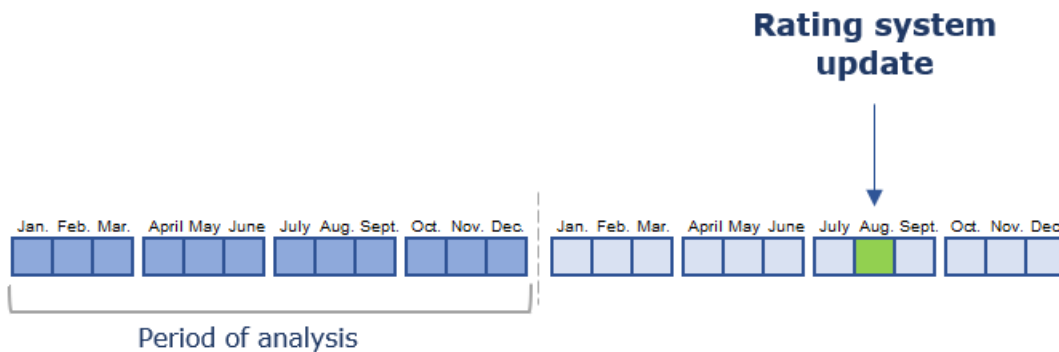 Rating system
update
Jan. Feb. Mar. April May June July Aug. Sept. Oct. Nov. Dec. Jan. Feb. Mar. April May June July Aug. Sept. Oct. Nov. Dec
Period of analysis